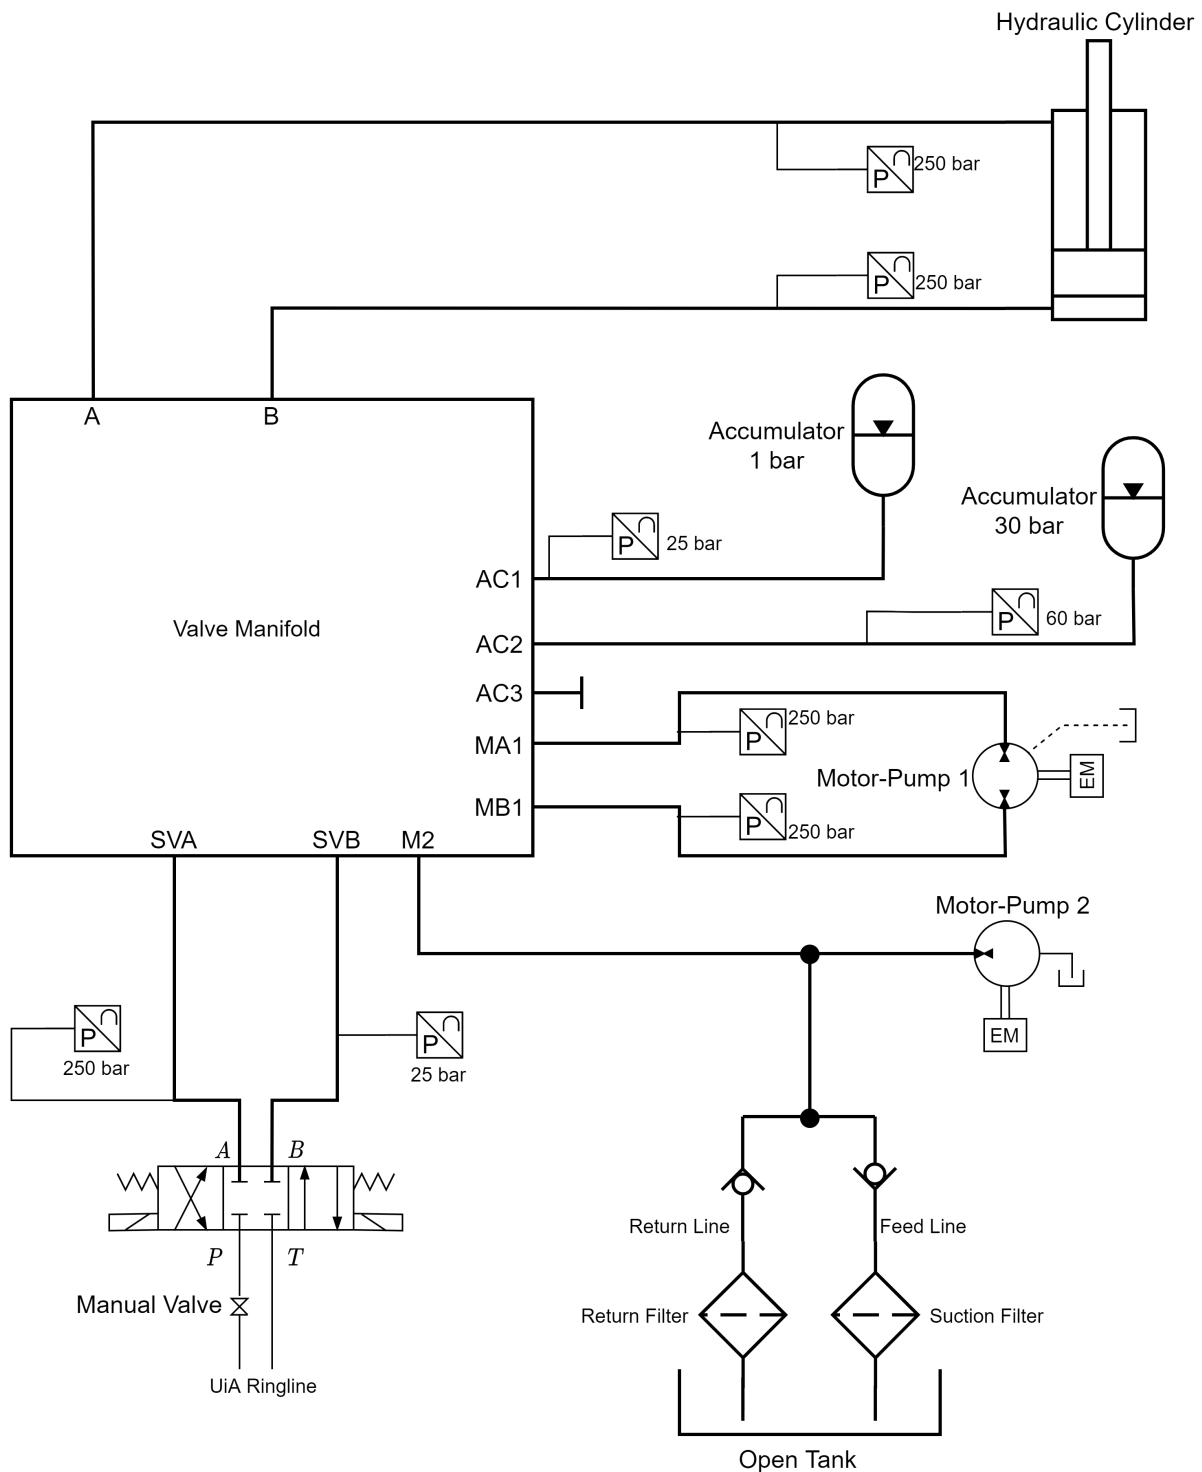 Hydraulic Cylinder
P
250 bar
P
250 bar
A
B
Accumulator
1 bar
Accumulator
30 bar
P
25 bar
AC1
P
60 bar
Valve Manifold
AC2
AC3
P
250 bar
MA1
Motor-Pump 1
EM
MB1
P
250 bar
SVA
SVB
M2
Motor-Pump 2
P
250 bar
P
25 bar
EM
A
B
Return Line
Feed Line
P
T
Manual Valve
Return Filter
Suction Filter
UiA Ringline
Open Tank